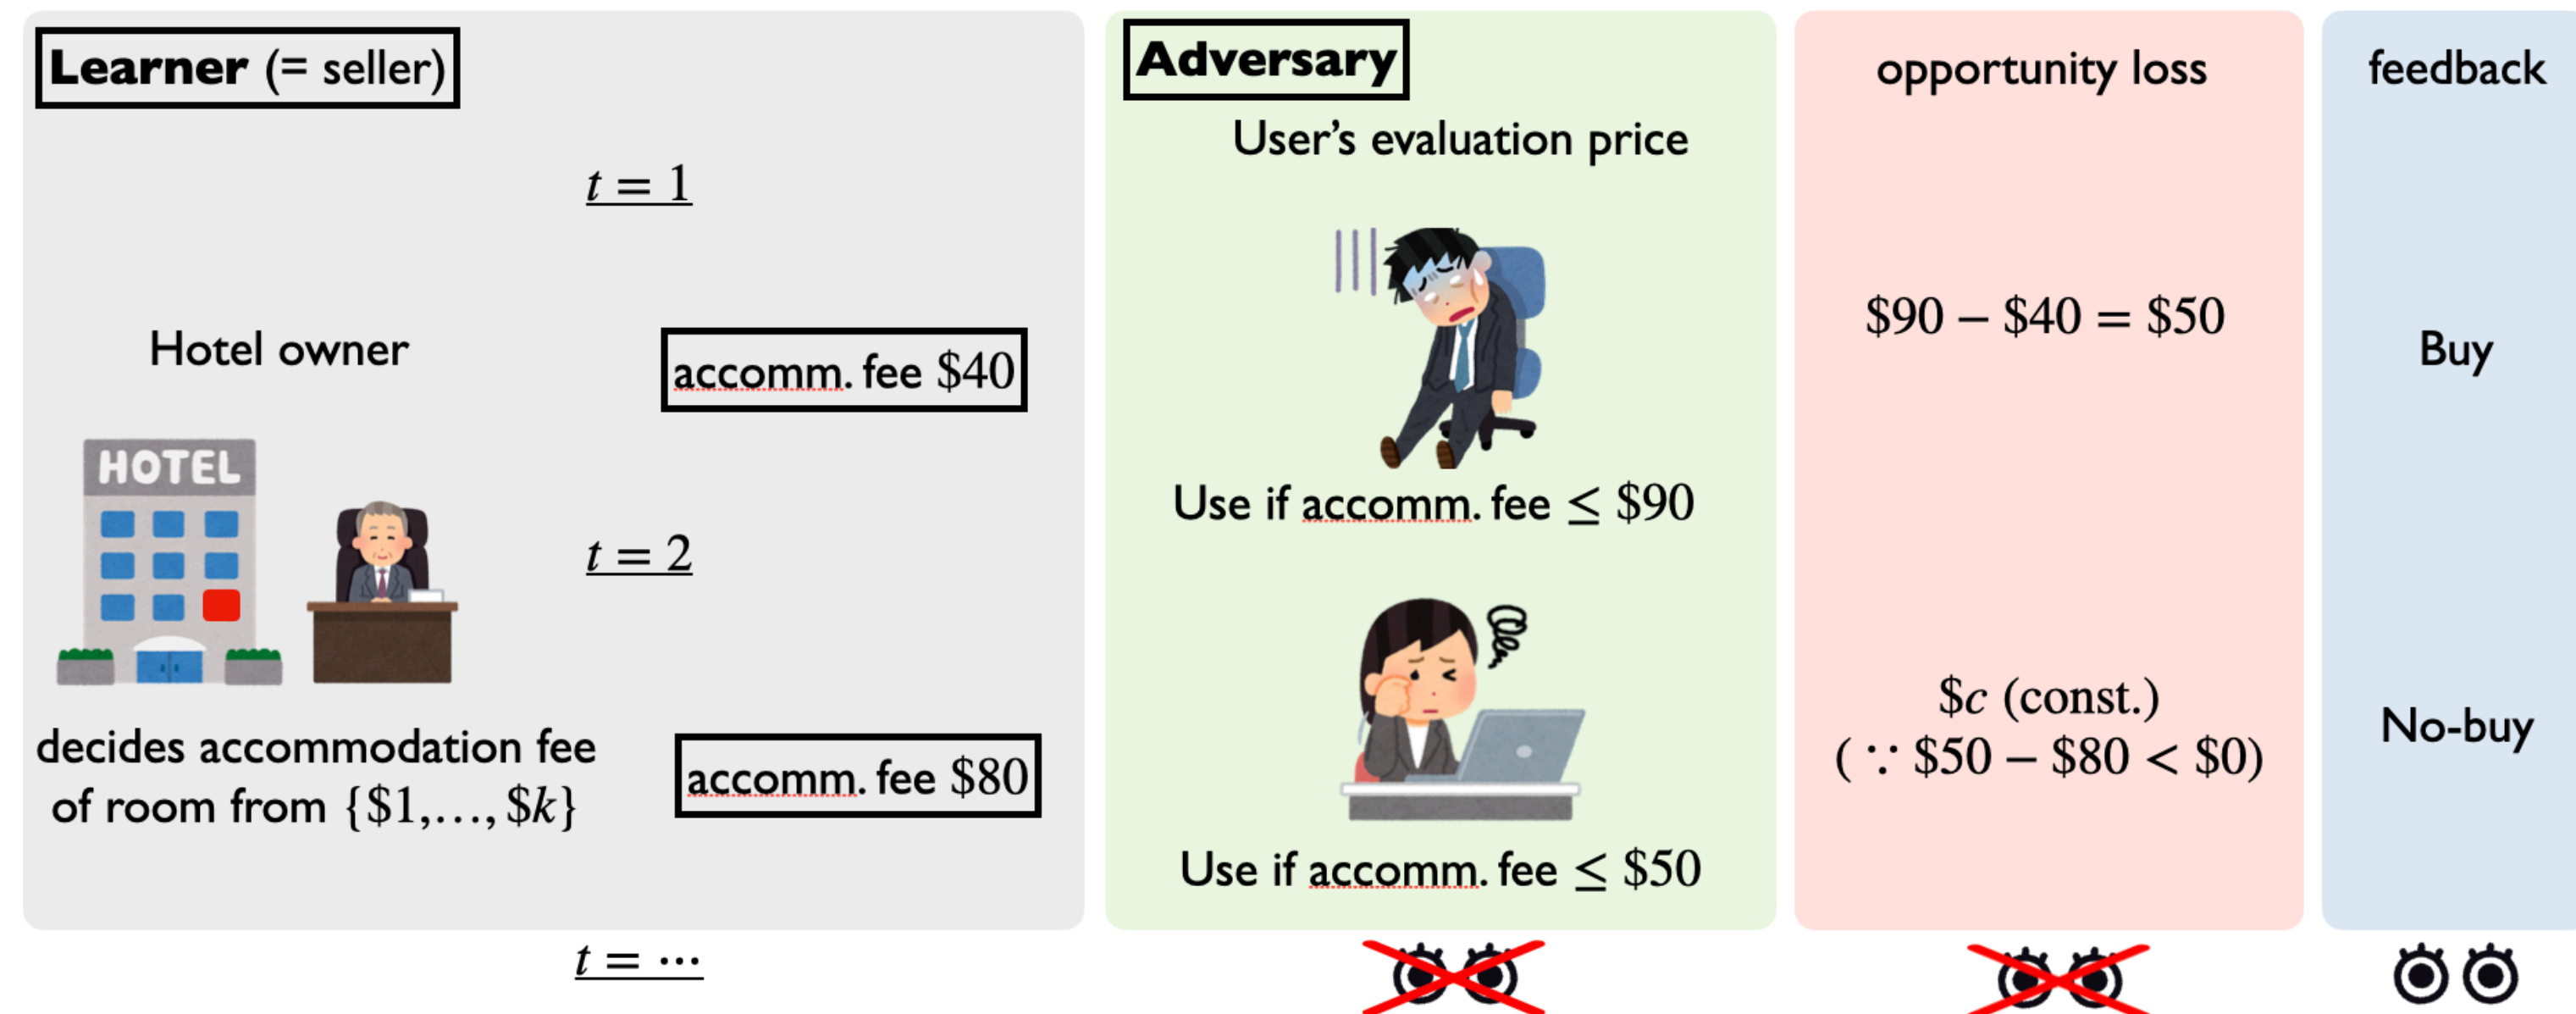 Learner (= seller)
t = 1
Hotel owner
accomm. fee $40
HOTEL
t = 2
decides accommodation fee
of room from {$1,…, $k}
accomm. fee $80
t = ⋯
Adversary
User’s evaluation price
Use if accomm. fee ≤ $90
Use if accomm. fee ≤ $50
opportunity loss
$90 − $40 = $50
$c (const.)
( ∵ $50 − $80 < $0)
feedback
Buy
No-buy